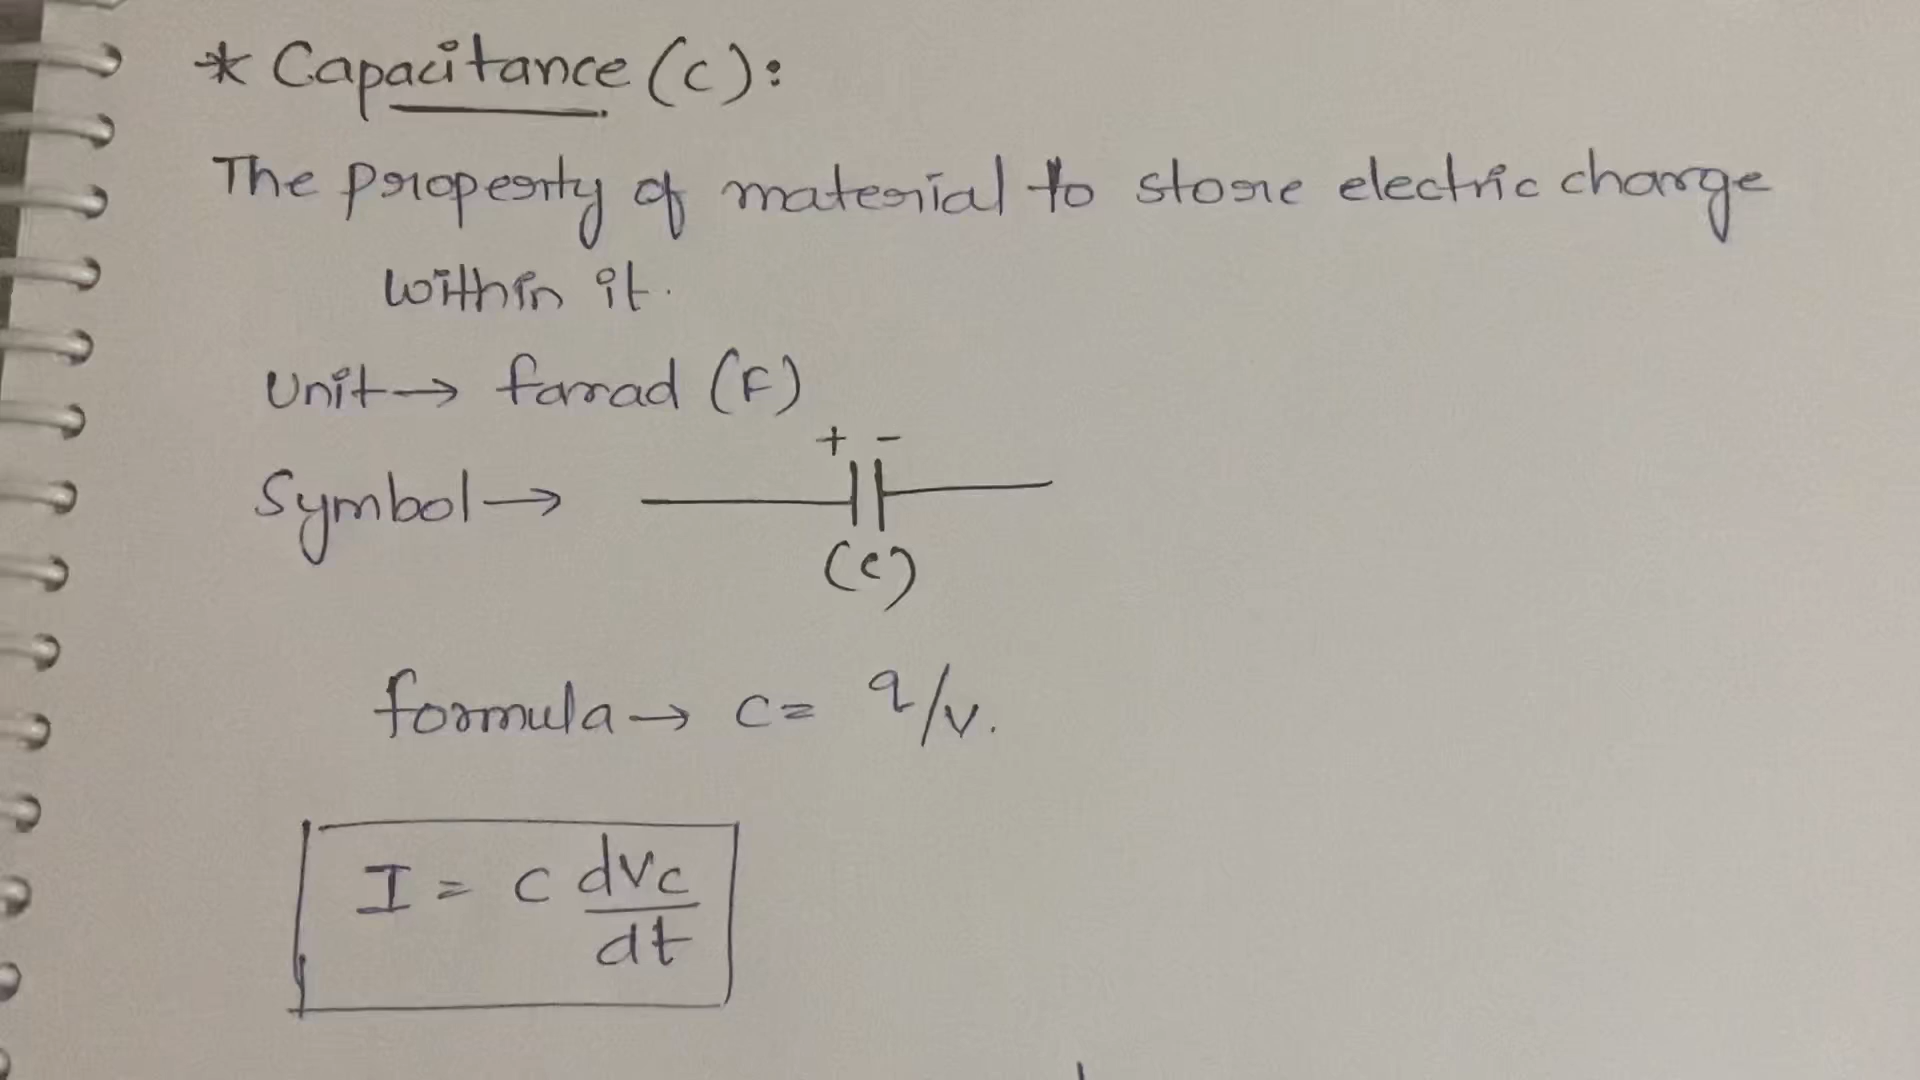 * Capacitance (C):
The property of material to store electric charge
within it.
Unit → farad (F)
+ -
Symbol →
(C)
formula → C = q/v.
I = C dVc/dt